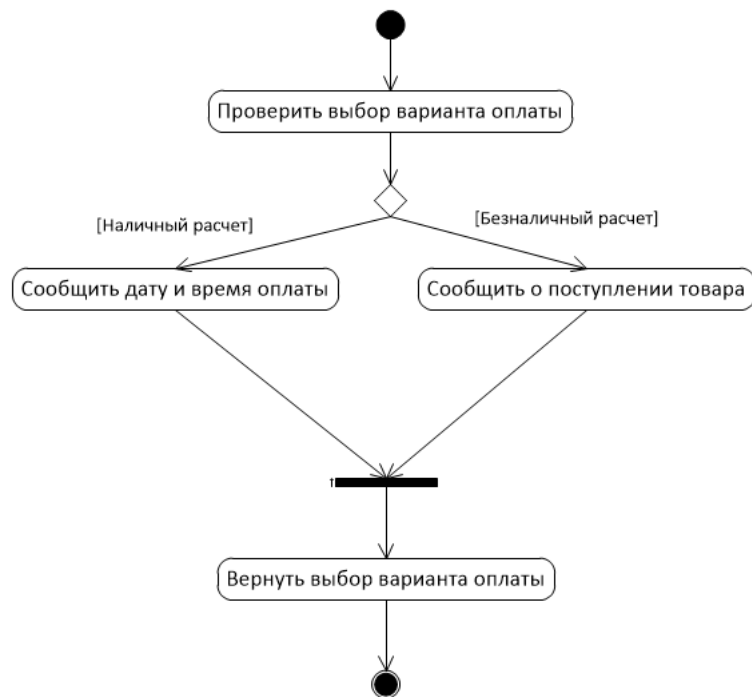 Проверить выбор варианта оплаты
[Наличный расчет]
[Безналичный расчет]
Сообщить дату и время оплаты
Сообщить о поступлении товара
Вернуть выбор варианта оплаты